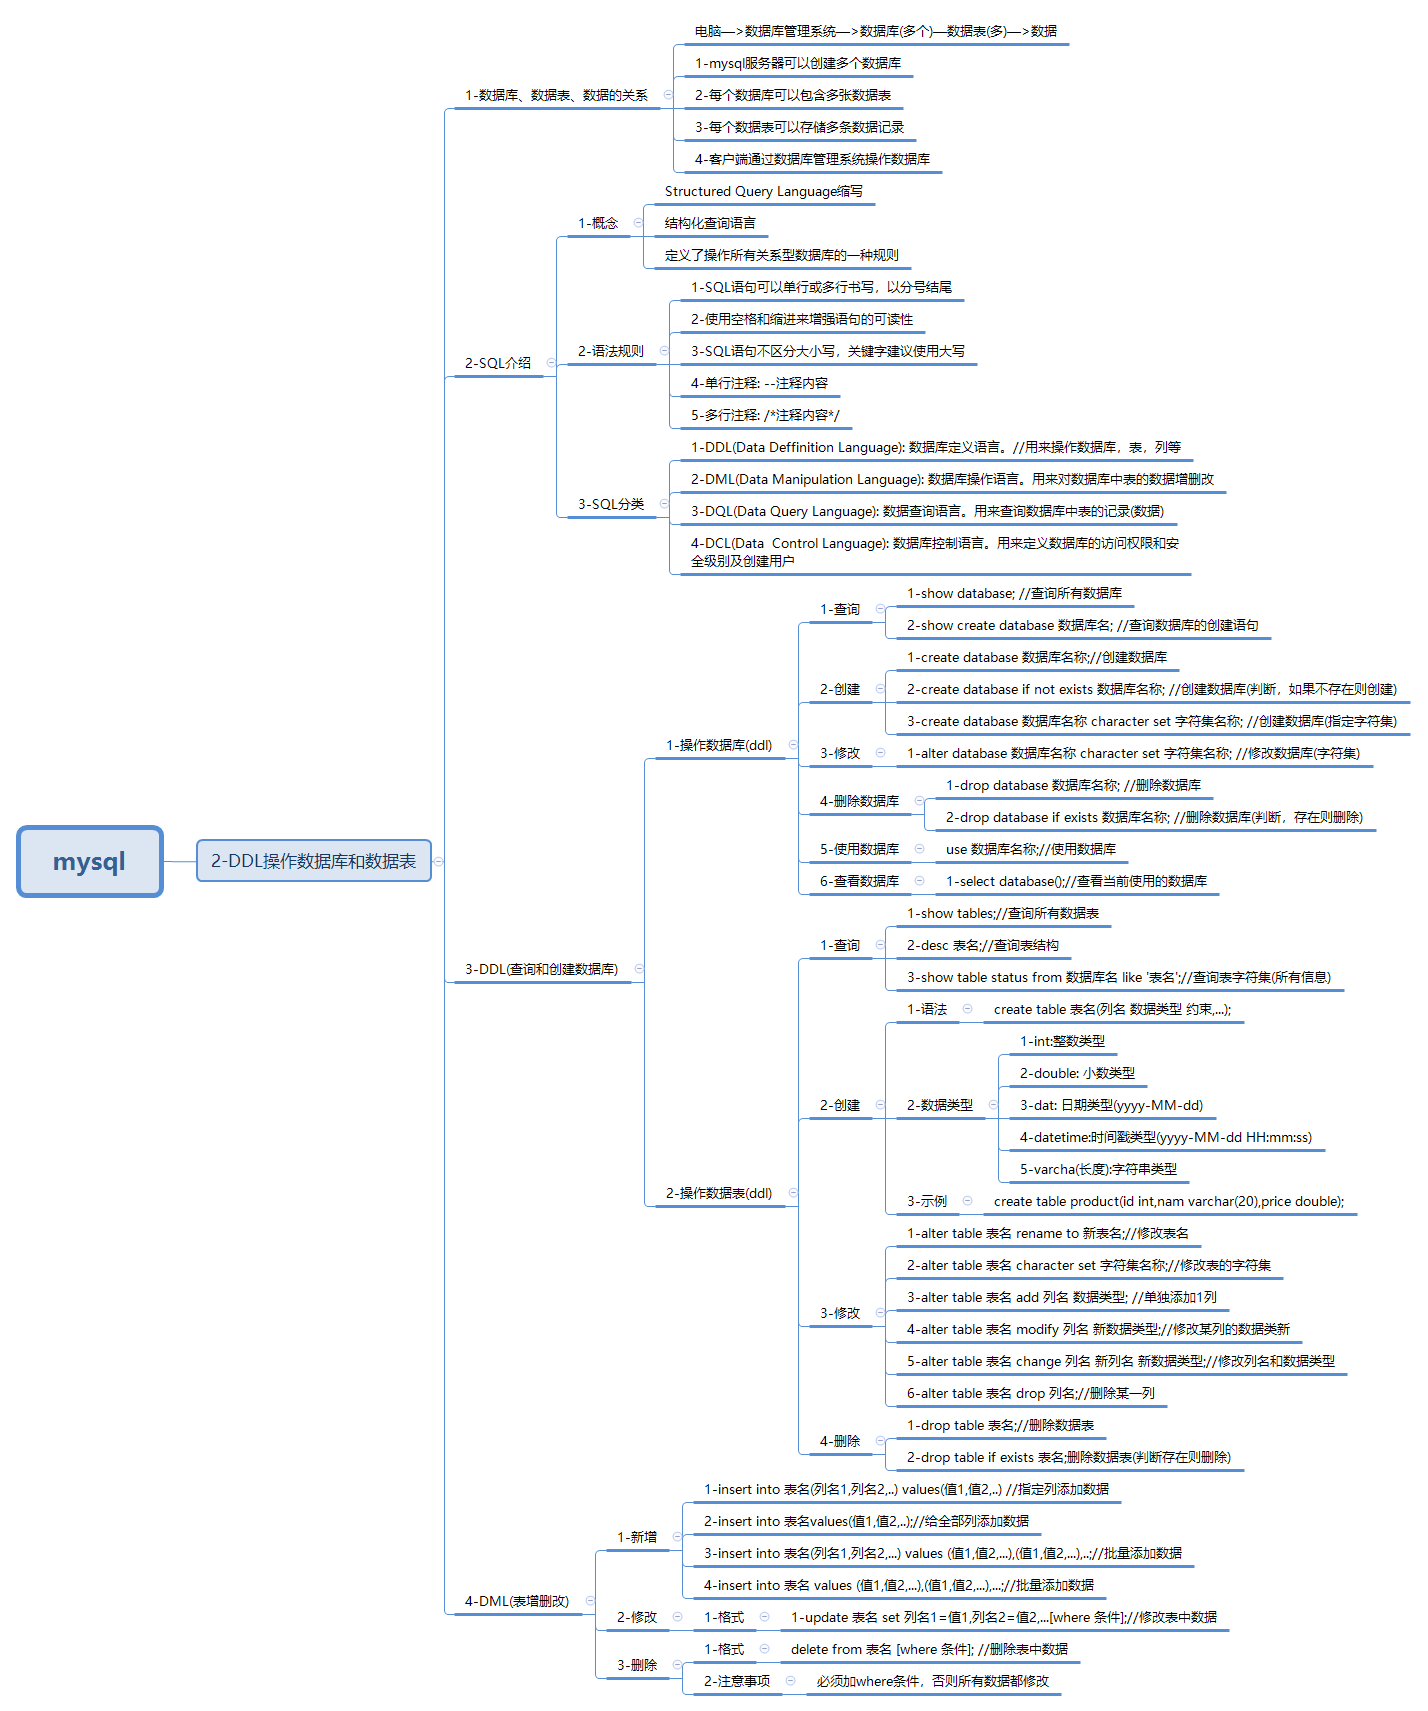 mysql
2-DDL操作数据库和数据表
1-数据库、数据表、数据的关系
电脑—>数据库管理系统—>数据库(多个)—数据表(多)—>数据
1-mysql服务器可以创建多个数据库
2-每个数据库可以包含多张数据表
3-每个数据表可以存储多条数据记录
4-客户端通过数据库管理系统操作数据库
2-SQL介绍
1-概念
Structured Query Language缩写
结构化查询语言
定义了操作所有关系型数据库的一种规则
2-语法规则
1-SQL语句可以单行或多行书写，以分号结尾
2-使用空格和缩进来增强语句的可读性
3-SQL语句不区分大小写，关键字建议使用大写
4-单行注释: --注释内容
5-多行注释: /*注释内容*/
3-SQL分类
1-DDL(Data Deffinition Language): 数据库定义语言。//用来操作数据库，表，列等
2-DML(Data Manipulation Language): 数据库操作语言。用来对数据库中表的数据增删改
3-DQL(Data Query Language): 数据查询语言。用来查询数据库中表的记录(数据)
4-DCL(Data  Control Language): 数据库控制语言。用来定义数据库的访问权限和安
全级别及创建用户
3-DDL(查询和创建数据库)
1-操作数据库(ddl)
1-查询
1-show database; //查询所有数据库
2-show create database 数据库名; //查询数据库的创建语句
2-创建
1-create database 数据库名称;//创建数据库
2-create database if not exists 数据库名称; //创建数据库(判断，如果不存在则创建)
3-create database 数据库名称 character set 字符集名称; //创建数据库(指定字符集)
3-修改
1-alter database 数据库名称 character set 字符集名称; //修改数据库(字符集)
4-删除数据库
1-drop database 数据库名称; //删除数据库
2-drop database if exists 数据库名称; //删除数据库(判断，存在则删除)
5-使用数据库
use 数据库名称;//使用数据库
6-查看数据库
1-select database();//查看当前使用的数据库
2-操作数据表(ddl)
1-查询
1-show tables;//查询所有数据表
2-desc 表名;//查询表结构
3-show table status from 数据库名 like '表名';//查询表字符集(所有信息)
2-创建
1-语法
create table 表名(列名 数据类型 约束,...);
2-数据类型
1-int:整数类型
2-double: 小数类型
3-dat: 日期类型(yyyy-MM-dd)
4-datetime:时间戳类型(yyyy-MM-dd HH:mm:ss)
5-varcha(长度):字符串类型
3-示例
create table product(id int,nam varchar(20),price double);
3-修改
1-alter table 表名 rename to 新表名;//修改表名
2-alter table 表名 character set 字符集名称;//修改表的字符集
3-alter table 表名 add 列名 数据类型; //单独添加1列
4-alter table 表名 modify 列名 新数据类型;//修改某列的数据类新
5-alter table 表名 change 列名 新列名 新数据类型;//修改列名和数据类型
6-alter table 表名 drop 列名;//删除某一列
4-删除
1-drop table 表名;//删除数据表
2-drop table if exists 表名;删除数据表(判断存在则删除)
4-DML(表增删改)
1-新增
1-insert into 表名(列名1,列名2,..) values(值1,值2,..) //指定列添加数据
2-insert into 表名values(值1,值2,..);//给全部列添加数据
3-insert into 表名(列名1,列名2,...) values (值1,值2,...),(值1,值2,...),..;//批量添加数据
4-insert into 表名 values (值1,值2,...),(值1,值2,...),...;//批量添加数据
2-修改
1-格式
1-update 表名 set 列名1=值1,列名2=值2,...[where 条件];//修改表中数据
3-删除
1-格式
delete from 表名 [where 条件]; //删除表中数据
2-注意事项
必须加where条件，否则所有数据都修改